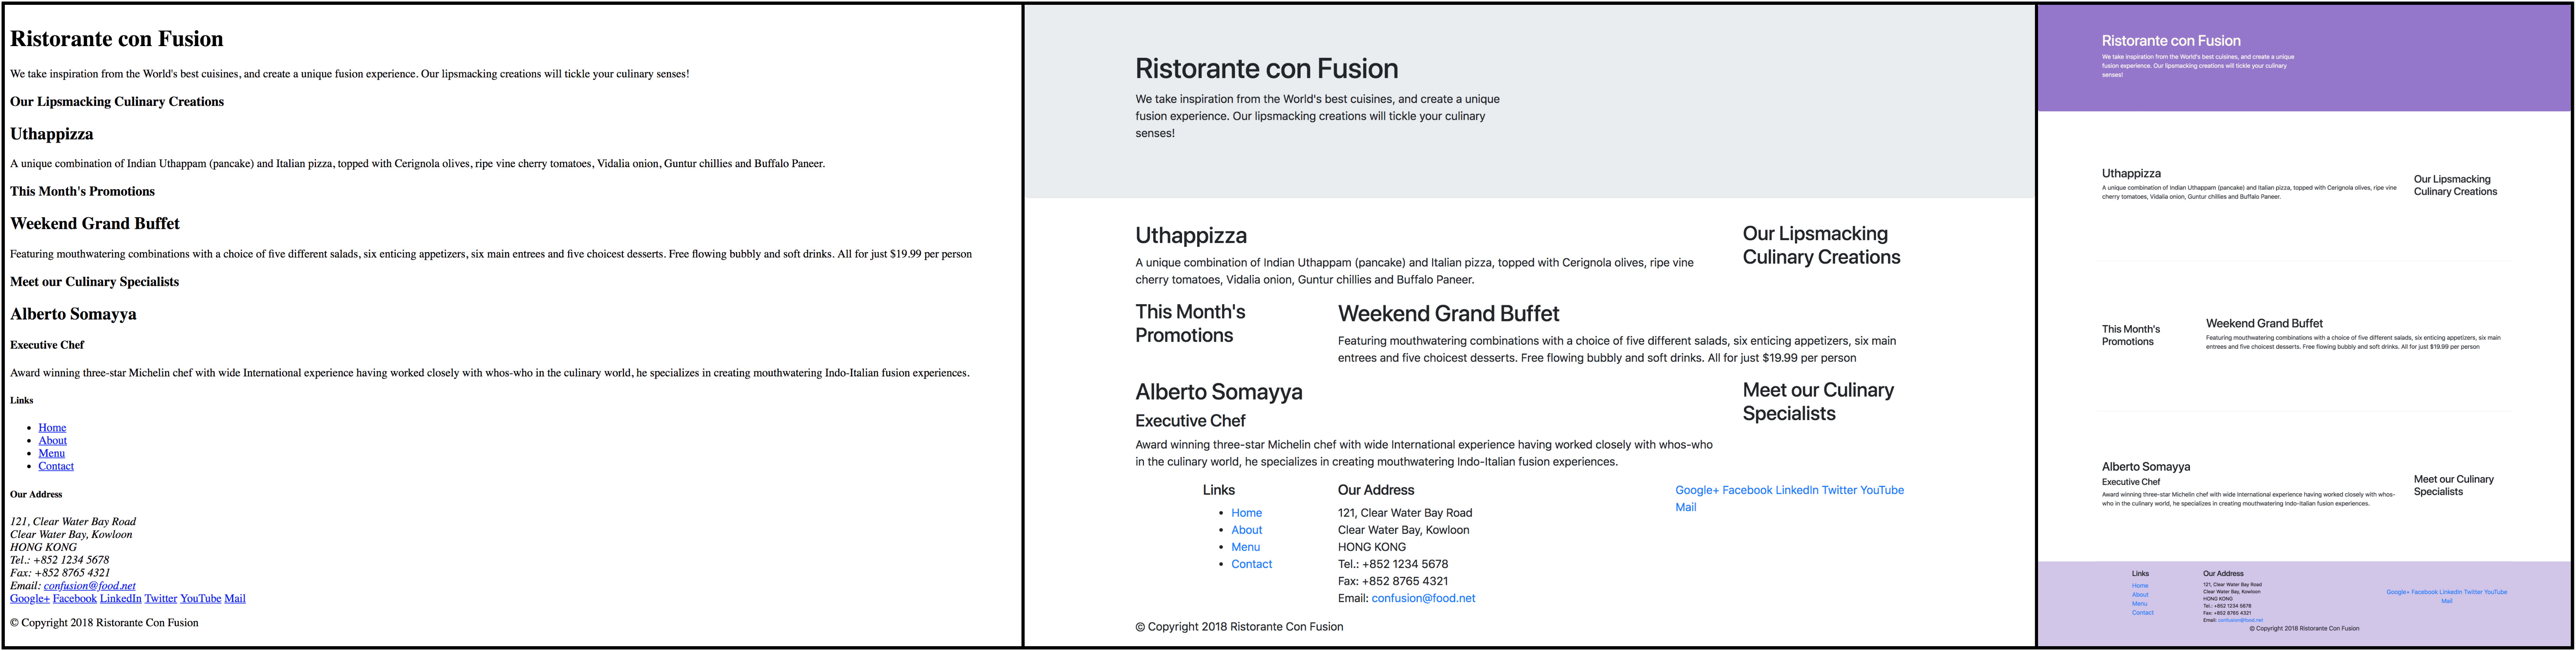 Ristorante con Fusion
We take inspiration from the World's best cuisines, and create a unique fusion experience. Our lipsmacking creations will tickle your culinary senses!
Our Lipsmacking Culinary Creations
Uthappizza
A unique combination of Indian Uthappam (pancake) and Italian pizza, topped with Cerignola olives, ripe vine cherry tomatoes, Vidalia onion, Guntur chillies and Buffalo Paneer.
This Month's Promotions
Weekend Grand Buffet
Featuring mouthwatering combinations with a choice of five different salads, six enticing appetizers, six main entrees and five choicest desserts. Free flowing bubbly and soft drinks. All for just $19.99 per person
Meet our Culinary Specialists
Alberto Somayya
Executive Chef
Award winning three-star Michelin chef with wide International experience having worked closely with whos-who in the culinary world, he specializes in creating mouthwatering Indo-Italian fusion experiences.
Links
Home
About
Menu
Contact
Our Address
121, Clear Water Bay Road
Clear Water Bay, Kowloon
HONG KONG
Tel.: +852 1234 5678
Fax: +852 8765 4321
Email: confusion@food.net
Google+ Facebook LinkedIn Twitter YouTube Mail
© Copyright 2018 Ristorante Con Fusion
Ristorante con Fusion
We take inspiration from the World's best cuisines, and create a unique
fusion experience. Our lipsmacking creations will tickle your culinary
senses!
Uthappizza
A unique combination of Indian Uthappam (pancake) and Italian pizza, topped with Cerignola olives, ripe vine
cherry tomatoes, Vidalia onion, Guntur chillies and Buffalo Paneer.
Our Lipsmacking
Culinary Creations
This Month's
Promotions
Weekend Grand Buffet
Featuring mouthwatering combinations with a choice of five different salads, six enticing appetizers, six main
entrees and five choicest desserts. Free flowing bubbly and soft drinks. All for just $19.99 per person
Alberto Somayya
Executive Chef
Award winning three-star Michelin chef with wide International experience having worked closely with whos-who
in the culinary world, he specializes in creating mouthwatering Indo-Italian fusion experiences.
Meet our Culinary
Specialists
Links
Home
About
Menu
Contact
Our Address
121, Clear Water Bay Road
Clear Water Bay, Kowloon
HONG KONG
Tel.: +852 1234 5678
Fax: +852 8765 4321
Email: confusion@food.net
Google+ Facebook LinkedIn Twitter YouTube
Mail
© Copyright 2018 Ristorante Con Fusion
Ristorante con Fusion
We take inspiration from the World's best cuisines, and create a unique
fusion experience. Our lipsmacking creations will tickle your culinary
senses!
Uthappizza
A unique combination of Indian Uthappam (pancake) and Italian pizza, topped with Cerignola olives, ripe vine
cherry tomatoes, Vidalia onion, Guntur chillies and Buffalo Paneer.
Our Lipsmacking
Culinary Creations
This Month's
Promotions
Weekend Grand Buffet
Featuring mouthwatering combinations with a choice of five different salads, six enticing appetizers, six main
entrees and five choicest desserts. Free flowing bubbly and soft drinks. All for just $19.99 per person
Alberto Somayya
Executive Chef
Award winning three-star Michelin chef with wide International experience having worked closely with whos-
who in the culinary world, he specializes in creating mouthwatering Indo-Italian fusion experiences.
Meet our Culinary
Specialists
Links
Home
About
Menu
Contact
Our Address
121, Clear Water Bay Road
Clear Water Bay, Kowloon
HONG KONG
Tel.: +852 1234 5678
Fax: +852 8765 4321
Email: confusion@food.net
Google+ Facebook LinkedIn Twitter YouTube
Mail
© Copyright 2018 Ristorante Con Fusion